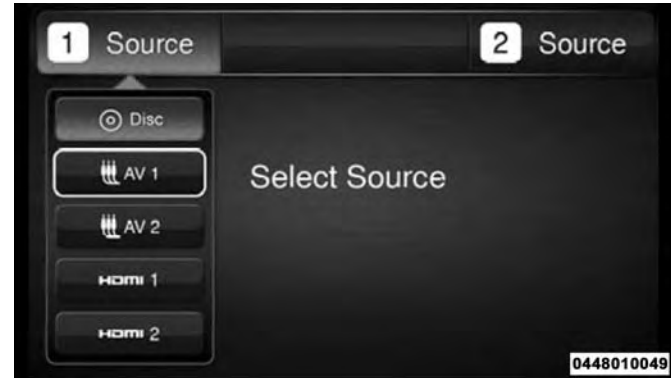 1 Source
2 Source
Disc
AV 1
Select Source
AV 2
HDMI 1
HDMI 2
0448010049